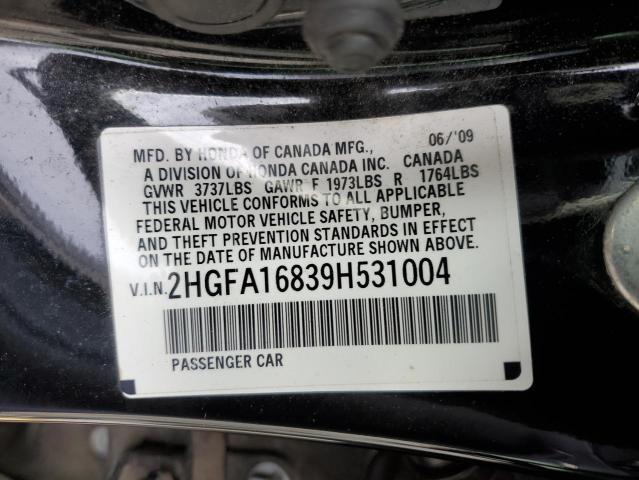 MFD. BY HONDA OF CANADA MFG., 06/'09
A DIVISION OF HONDA CANADA INC. CANADA
GVWR 3737LBS GAWR F 1973LBS R 1764LBS
THIS VEHICLE CONFORMS TO ALL APPLICABLE
FEDERAL MOTOR VEHICLE SAFETY, BUMPER,
AND THEFT PREVENTION STANDARDS IN EFFECT
ON THE DATE OF MANUFACTURE SHOWN ABOVE.
V.I.N. 2HGFA16839H531004
PASSENGER CAR